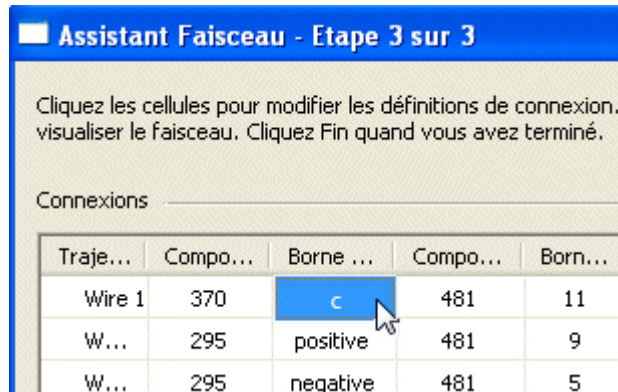 Assistant Faisceau - Etape 3 sur 3
Cliquez les cellules pour modifier les définitions de connexion.
visualiser le faisceau. Cliquez Fin quand vous avez terminé.
Connexions
Traje... Compo... Borne ... Compo... Born...
Wire 1 370 c 481 11
W... 295 positive 481 9
W... 295 negative 481 5